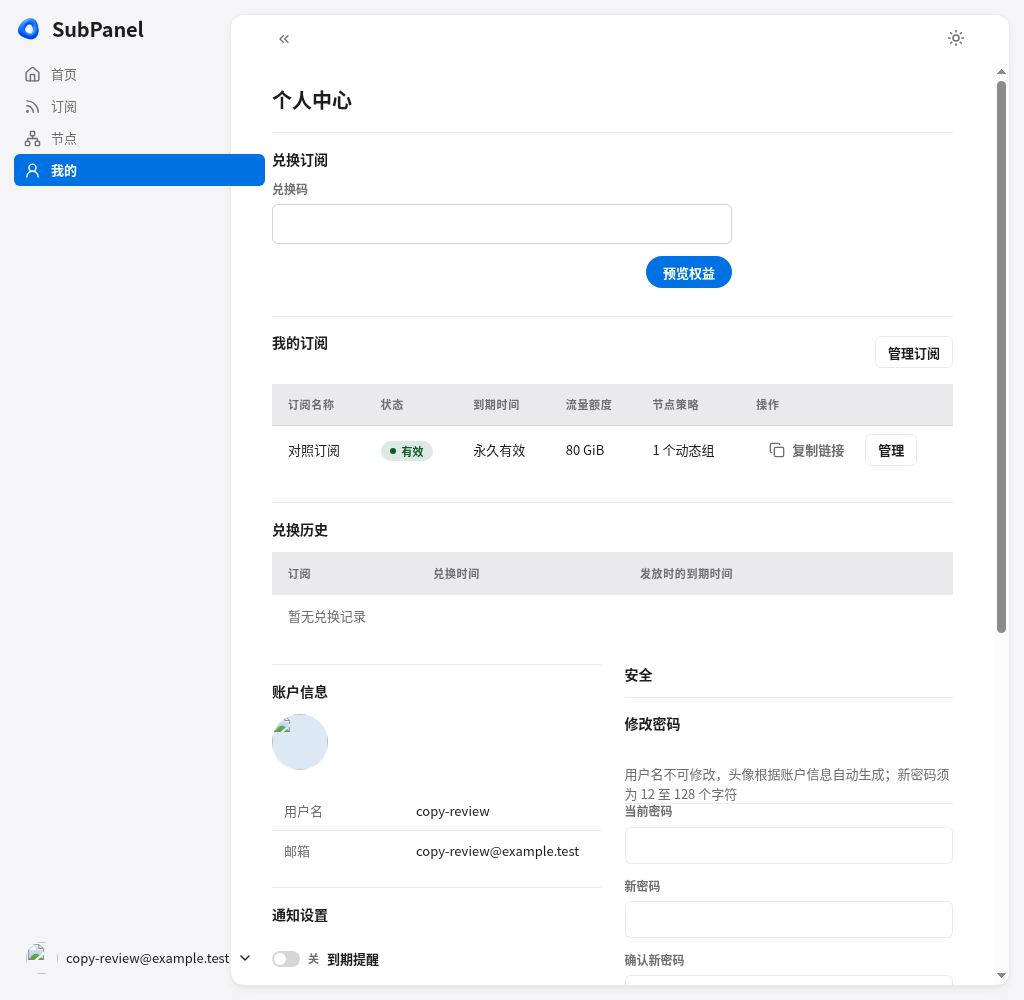 SubPanel
首页
订阅
节点
我的
copy-review@example.test
个人中心
兑换订阅
兑换码
预览权益
我的订阅
管理订阅
订阅名称 状态 到期时间 流量额度 节点策略 操作
对照订阅 有效 永久有效 80 GiB 1 个动态组 复制链接 管理
兑换历史
订阅 兑换时间 发放时的到期时间
暂无兑换记录
账户信息
用户名 copy-review
邮箱 copy-review@example.test
通知设置
关 到期提醒
安全
修改密码
用户名不可修改，头像根据账户信息自动生成；新密码须
为 12 至 128 个字符
当前密码
新密码
确认新密码